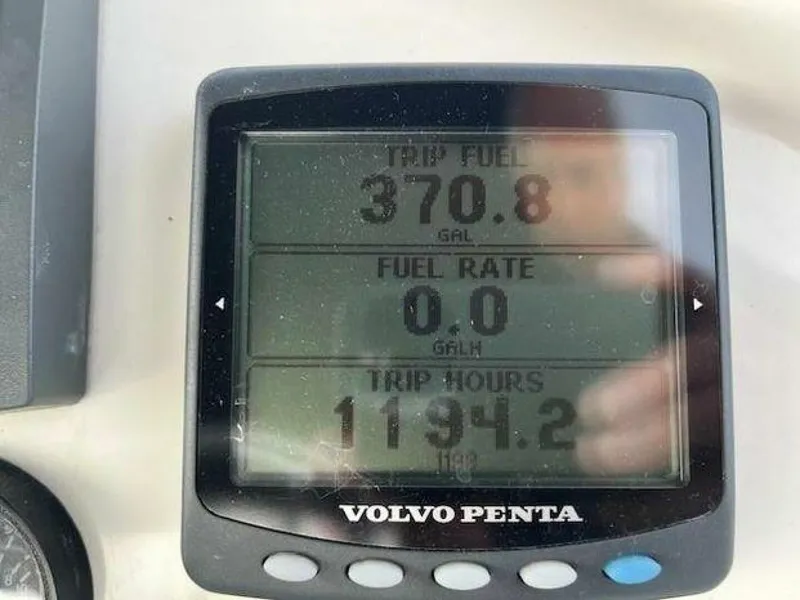 TRIP FUEL
370.8
GAL
FUEL RATE
0.0
GALH
TRIP HOURS
1194.2
VOLVO PENTA